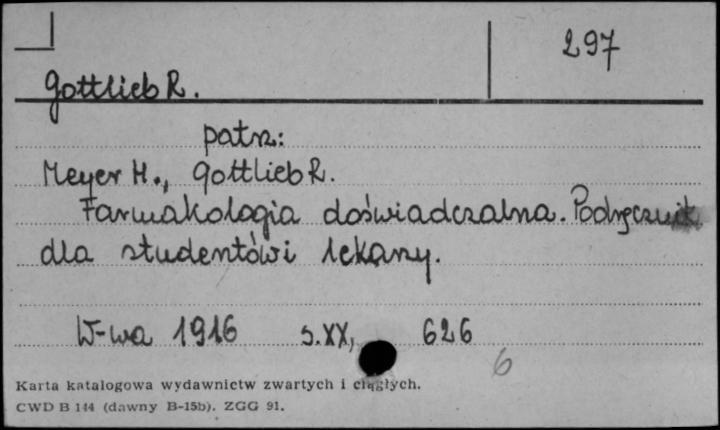 297
Gottlieb R.
patrz:
Meyer H., Gottlieb R.
Farmakologia doświadczalna. Podręcznik
dla studentów i lekarzy.
W-wa 1916 s. XX, 626
6
Karta katalogowa wydawnictw zwartych i ciągłych.
CWD B 144 (dawny B-15b). ZGG 91.